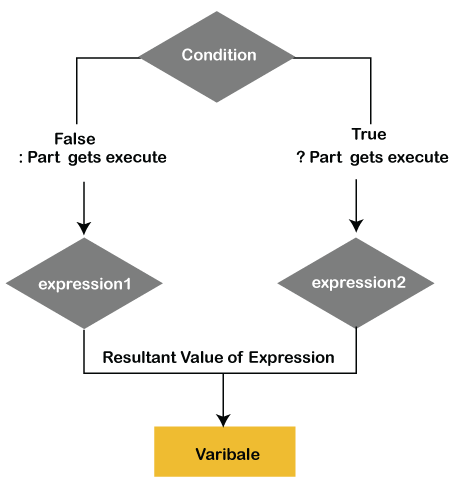 Condition
False
: Part gets execute
True
? Part gets execute
expression1
expression2
Resultant Value of Expression
Varibale